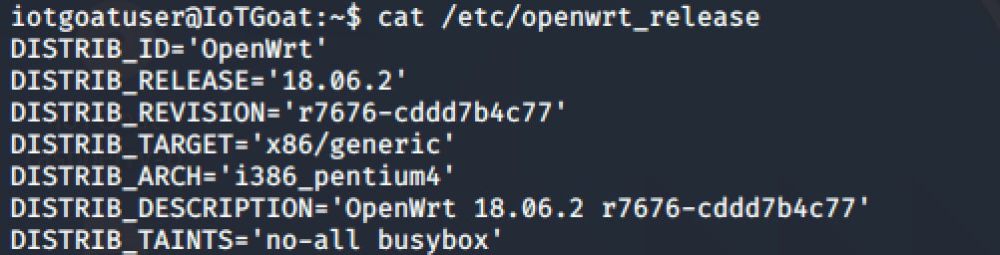 iotgoatuser@IoTGoat:~$ cat /etc/openwrt_release
DISTRIB_ID='OpenWrt'
DISTRIB_RELEASE='18.06.2'
DISTRIB_REVISION='r7676-cddd7b4c77'
DISTRIB_TARGET='x86/generic'
DISTRIB_ARCH='i386_pentium4'
DISTRIB_DESCRIPTION='OpenWrt 18.06.2 r7676-cddd7b4c77'
DISTRIB_TAINTS='no-all busybox'